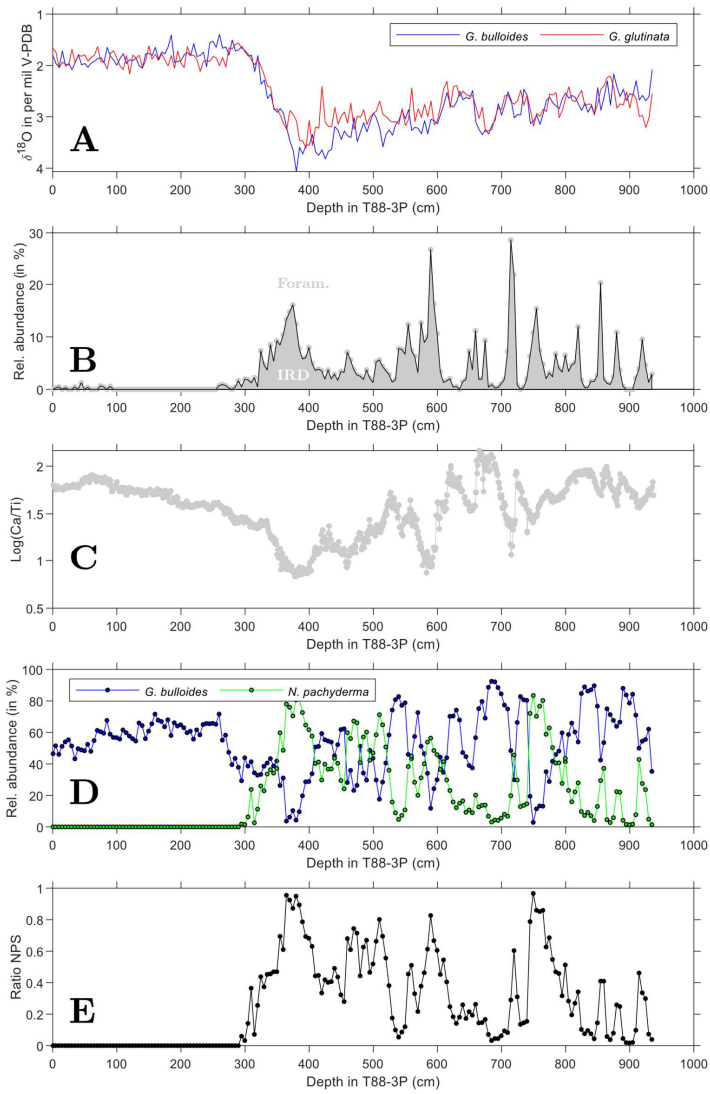 1
2
3
4
δ18O in per mil V-PDB
G. bulloides G. glutinata
A
0 100 200 300 400 500 600 700 800 900 1000
Depth in T88-3P (cm)
30
20
10
0
Rel. abundance (in %)
Foram.
IRD
B
0 100 200 300 400 500 600 700 800 900 1000
Depth in T88-3P (cm)
2
1.5
1
0.5
Log(Ca/Ti)
C
0 100 200 300 400 500 600 700 800 900 1000
Depth in T88-3P (cm)
100
80
60
40
20
0
Rel. abundance (in %)
G. bulloides N. pachyderma
D
0 100 200 300 400 500 600 700 800 900 1000
Depth in T88-3P (cm)
1
0.8
0.6
0.4
0.2
0
Ratio NPS
E
0 100 200 300 400 500 600 700 800 900 1000
Depth in T88-3P (cm)